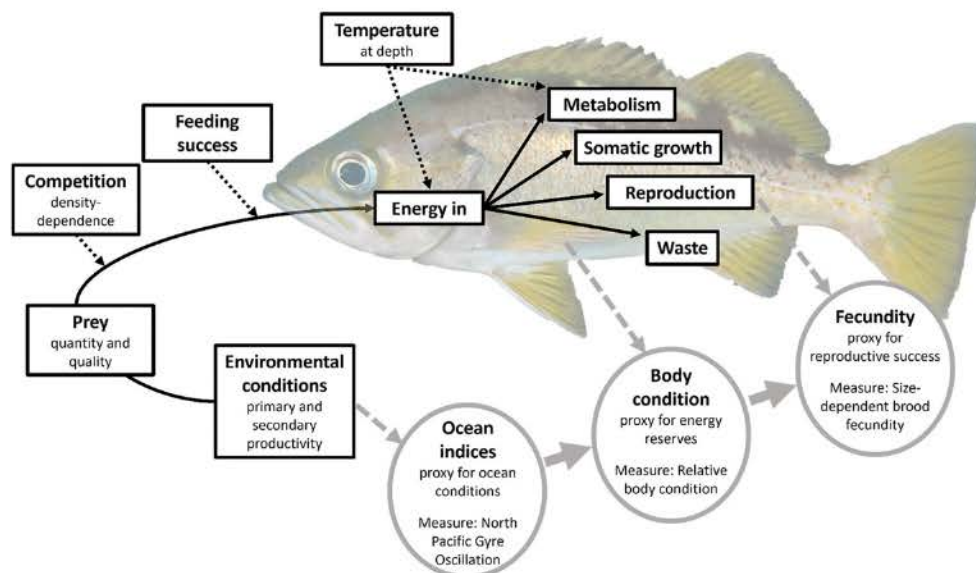 Temperature
at depth
Feeding
success
Metabolism
Somatic growth
Competition
density-
dependence
Energy in
Reproduction
Waste
Prey
quantity and
quality
Environmental
conditions
primary and
secondary
productivity
Ocean
indices
proxy for ocean
conditions
Measure: North
Pacific Gyre
Oscillation
Body
condition
proxy for energy
reserves
Measure: Relative
body condition
Fecundity
proxy for
reproductive success
Measure: Size-
dependent brood
fecundity